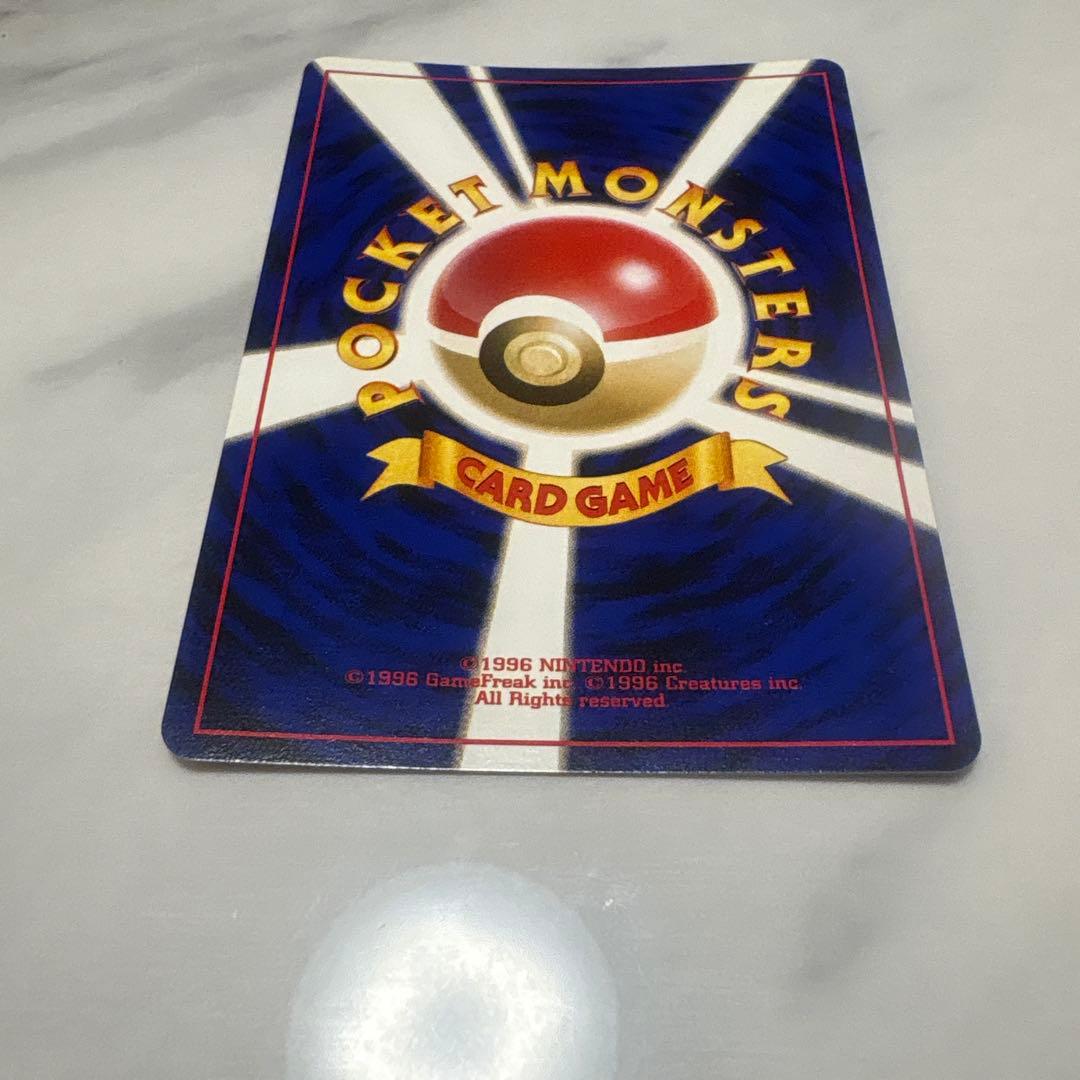 POCKET MONSTERS
CARD GAME
©1996 NINTENDO inc.
©1996 GameFreak inc. ©1996 Creatures inc.
All Rights reserved.